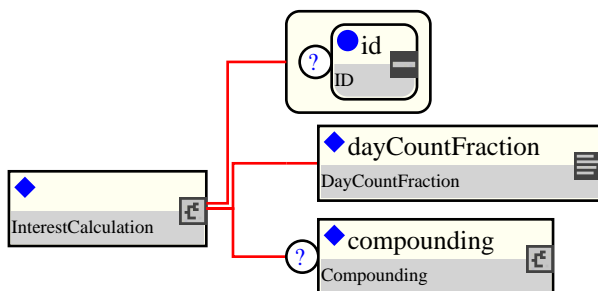 ? id
ID
dayCountFraction
DayCountFraction
InterestCalculation
? compounding
Compounding